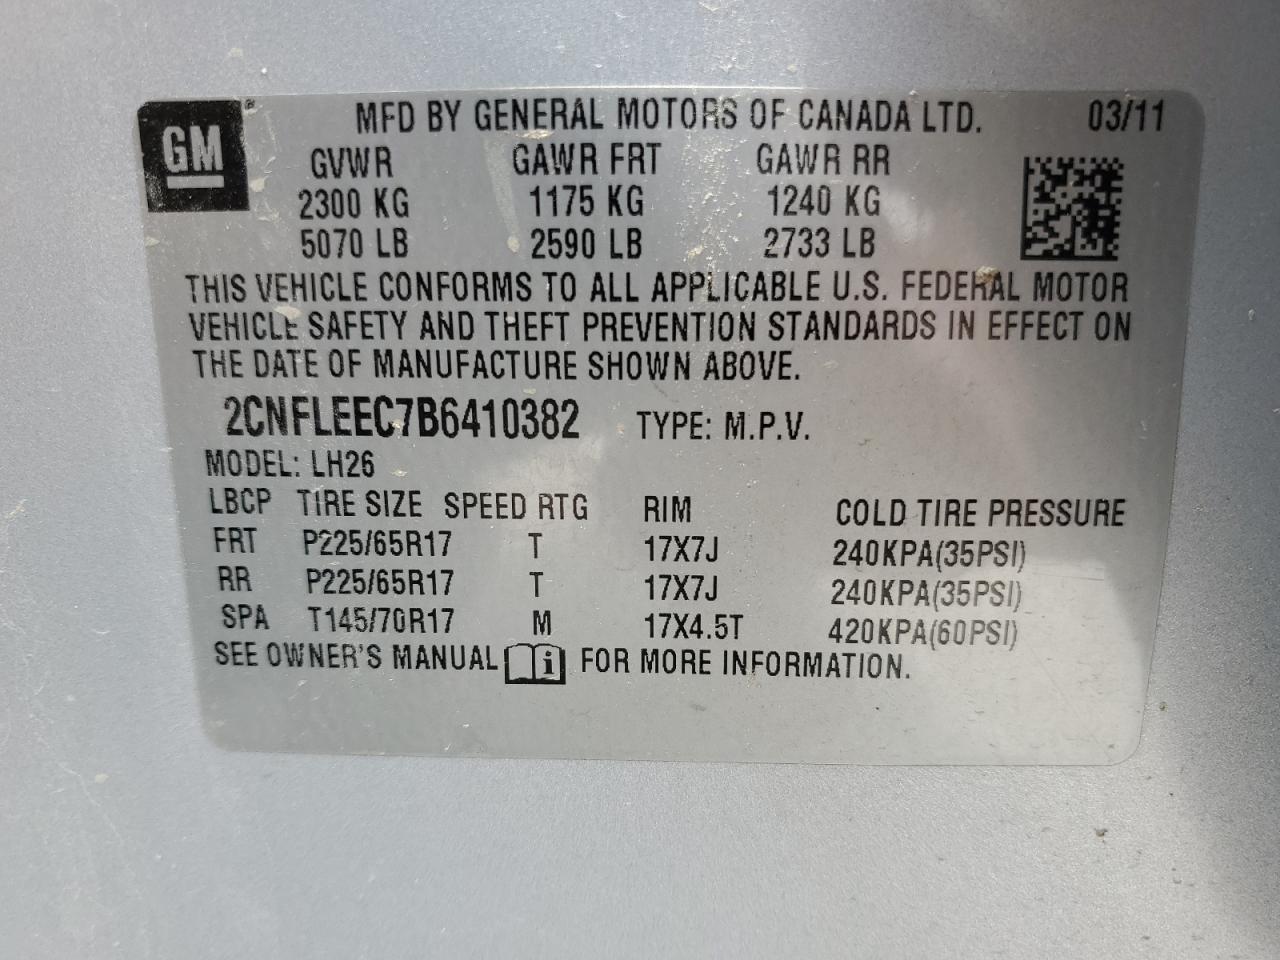 GM
MFD BY GENERAL MOTORS OF CANADA LTD. 03/11
GVWR GAWR FRT GAWR RR
2300 KG 1175 KG 1240 KG
5070 LB 2590 LB 2733 LB
THIS VEHICLE CONFORMS TO ALL APPLICABLE U.S. FEDERAL MOTOR
VEHICLE SAFETY AND THEFT PREVENTION STANDARDS IN EFFECT ON
THE DATE OF MANUFACTURE SHOWN ABOVE.
2CNFLEEC7B6410382 TYPE: M.P.V.
MODEL: LH26
LBCP TIRE SIZE SPEED RTG RIM COLD TIRE PRESSURE
FRT P225/65R17 T 17X7J 240KPA(35PSI)
RR P225/65R17 T 17X7J 240KPA(35PSI)
SPA T145/70R17 M 17X4.5T 420KPA(60PSI)
SEE OWNER'S MANUAL i FOR MORE INFORMATION.